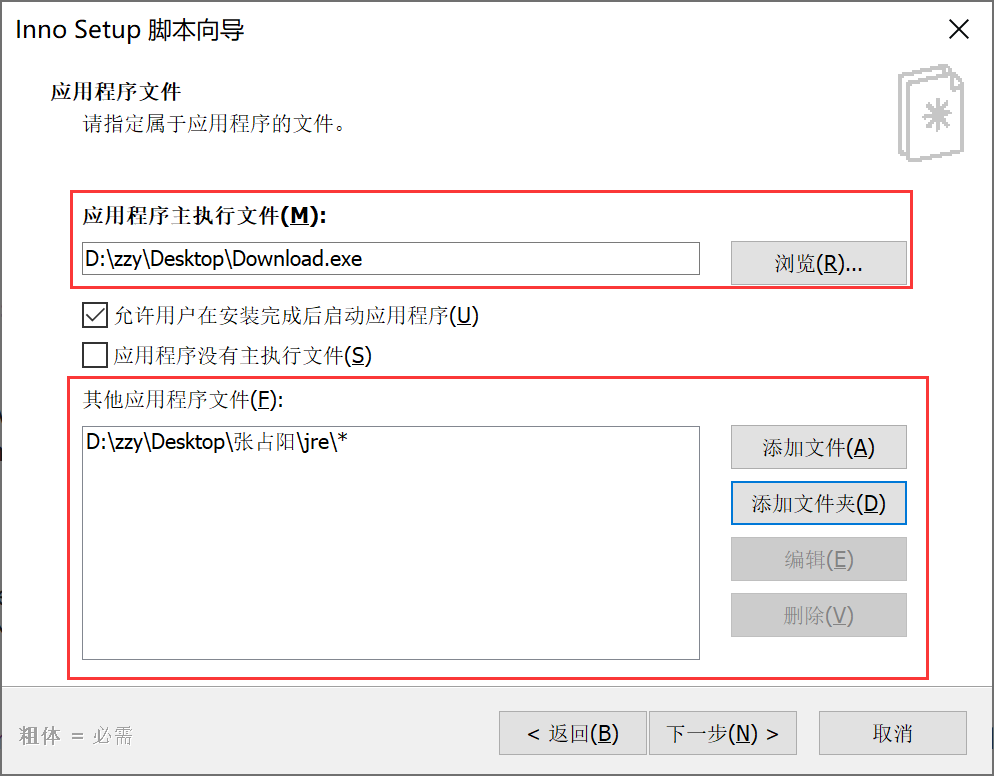 Inno Setup 脚本向导
应用程序文件
请指定属于应用程序的文件。
应用程序主执行文件(M):
D:\zzy\Desktop\Download.exe
浏览(R)...
允许用户在安装完成后启动应用程序(U)
应用程序没有主执行文件(S)
其他应用程序文件(F):
D:\zzy\Desktop\张占阳\jre\*
添加文件(A)
添加文件夹(D)
编辑(E)
删除(V)
粗体 = 必需
< 返回(B)
下一步(N) >
取消